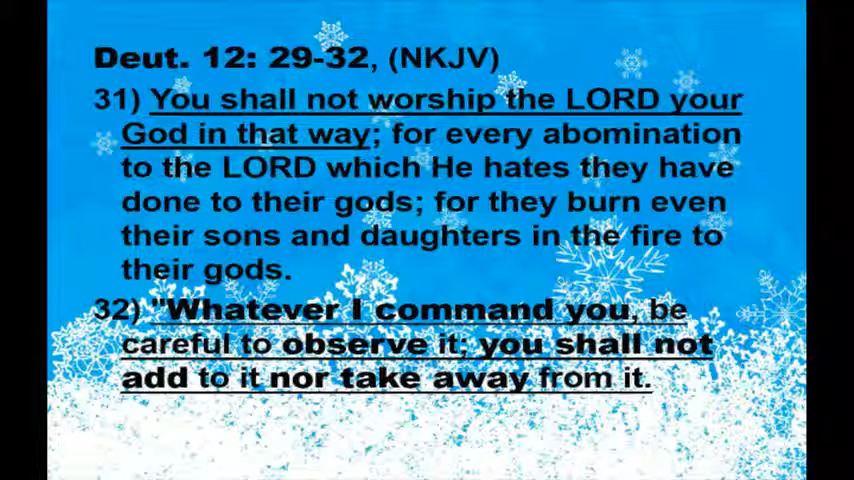 Deut. 12: 29-32, (NKJV)
31) You shall not worship the LORD your
God in that way; for every abomination
to the LORD which He hates they have
done to their gods; for they burn even
their sons and daughters in the fire to
their gods.
32) "Whatever I command you, be
careful to observe it; you shall not
add to it nor take away from it.